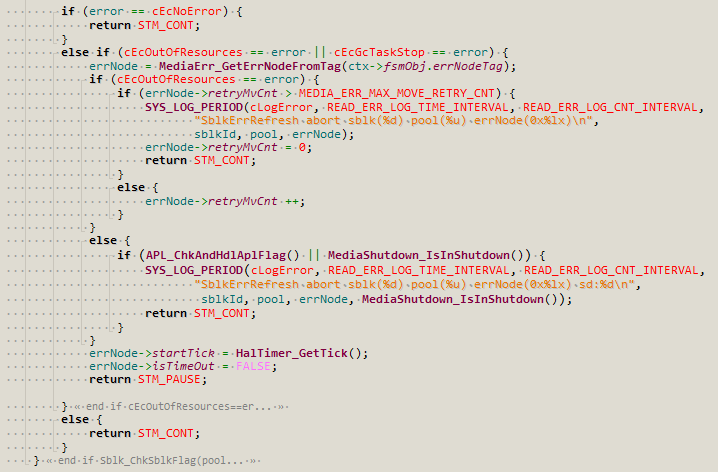 if (error == cEcNoError) {
return STM_CONT;
}
else if (cEcOutOfResources == error || cEcGcTaskStop == error) {
errNode = MediaErr_GetErrNodeFromTag(ctx->fsmObj.errNodeTag);
if (cEcOutOfResources == error) {
if (errNode->retryMvCnt > MEDIA_ERR_MAX_MOVE_RETRY_CNT) {
SYS_LOG_PERIOD(cLogError, READ_ERR_LOG_TIME_INTERVAL, READ_ERR_LOG_CNT_INTERVAL,
"SblkErrRefresh abort sblk(%d) pool(%u) errNode(0x%lx)\n",
sblkId, pool, errNode);
errNode->retryMvCnt = 0;
return STM_CONT;
}
else {
errNode->retryMvCnt ++;
}
}
else {
if (APL_ChkAndHdlAplFlag() || MediaShutdown_IsInShutdown()) {
SYS_LOG_PERIOD(cLogError, READ_ERR_LOG_TIME_INTERVAL, READ_ERR_LOG_CNT_INTERVAL,
"SblkErrRefresh abort sblk(%d) pool(%u) errNode(0x%lx) sd:%d\n",
sblkId, pool, errNode, MediaShutdown_IsInShutdown());
return STM_CONT;
}
}
errNode->startTick = HalTimer_GetTick();
errNode->isTimeOut = FALSE;
return STM_PAUSE;
} « end if cEcOutOfResources==er... »
else {
return STM_CONT;
}
} « end if Sblk_ChkSblkFlag(pool... »